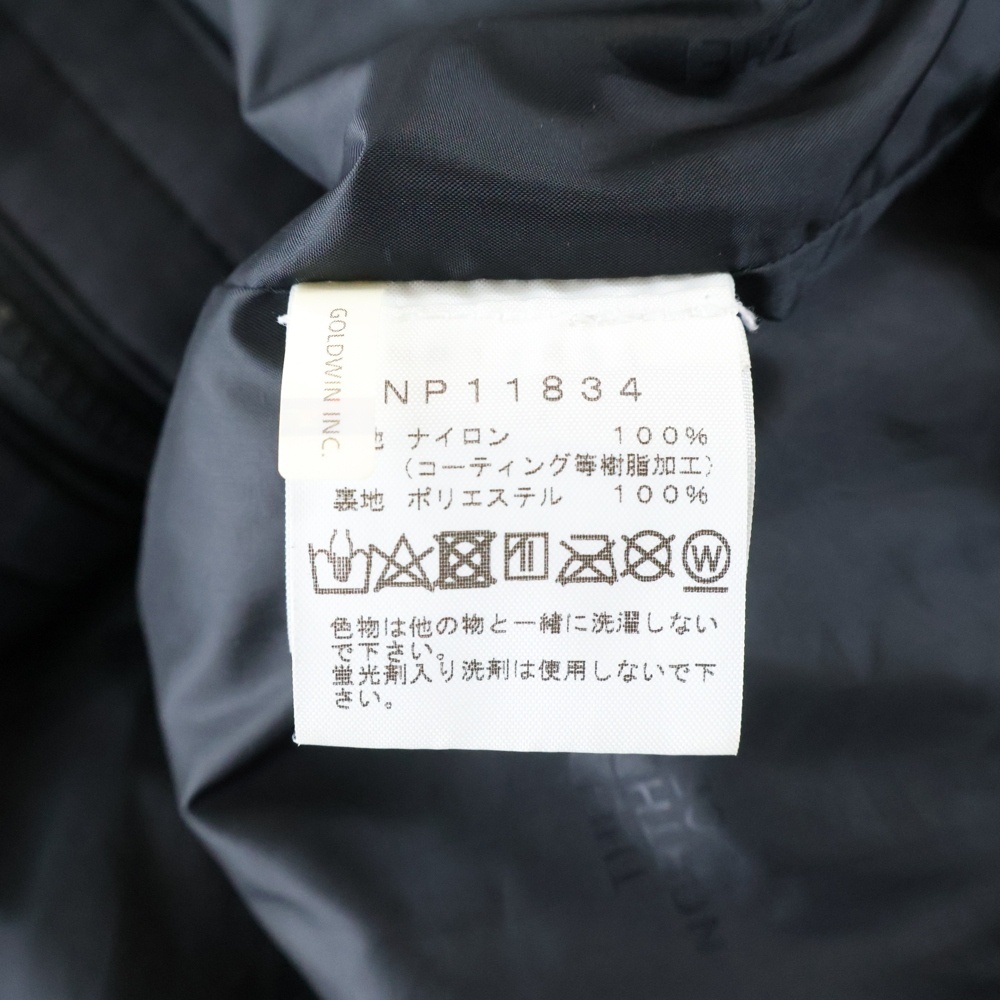 GOLDWIN INC.
NP11834
地 ナイロン 100%
(コーティング等樹脂加工)
裏地 ポリエステル 100%
W
色物は他の物と一緒に洗濯しない
で下さい。
蛍光剤入り洗剤は使用しないで下
さい。